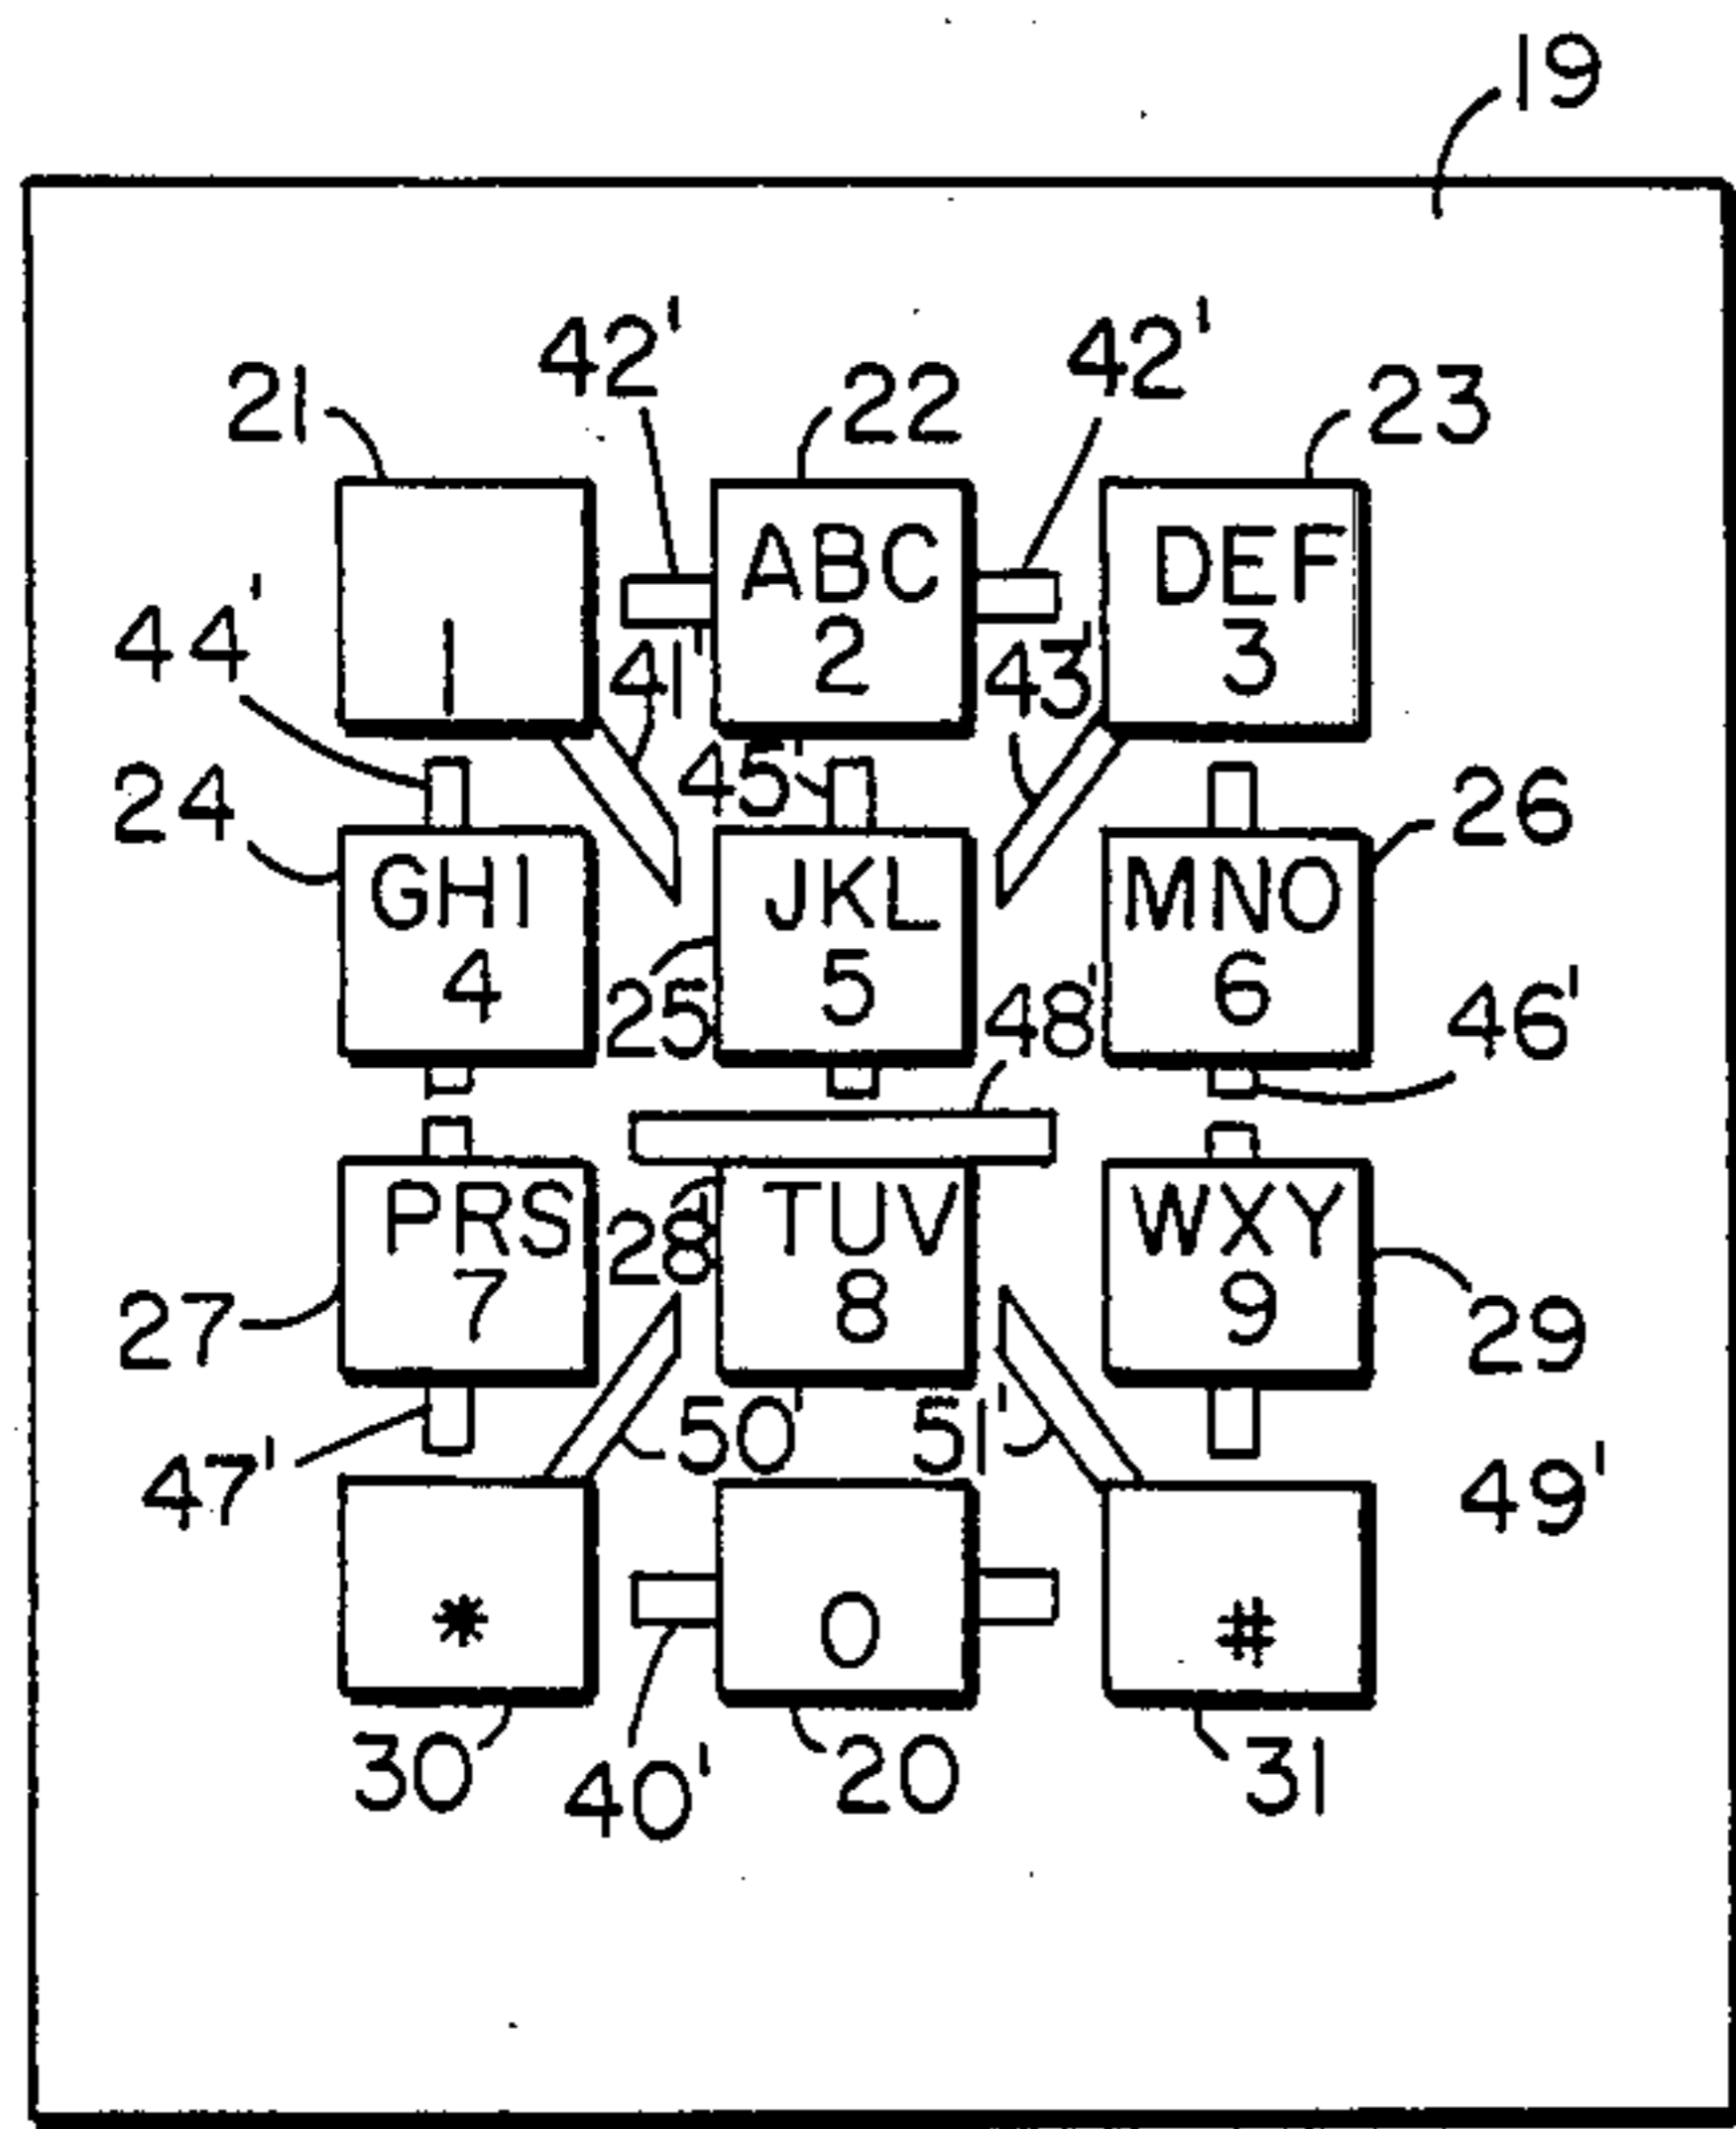 19
42' 42'
21 22 23
ABC DEF
1 2 3
44' 41' 43'
45'
24 26
GHI JKL MNO
4 5 6
25 48' 46'
PRS TUV WXY
28'
7 8 9
27 29
50' 51'
47' 49'
* 0 #
30 40' 20 31